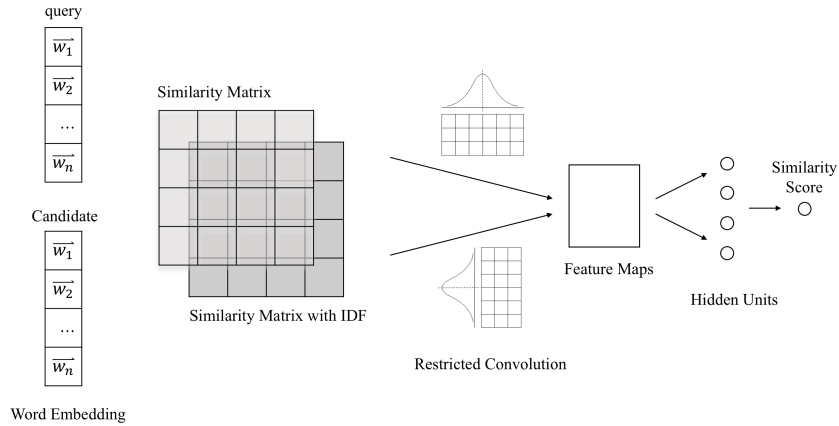 query
w₁
w₂
...
wₙ
Candidate
w₁
w₂
...
wₙ
Word Embedding
Similarity Matrix
Similarity Matrix with IDF
Restricted Convolution
Feature Maps
Hidden Units
Similarity
Score